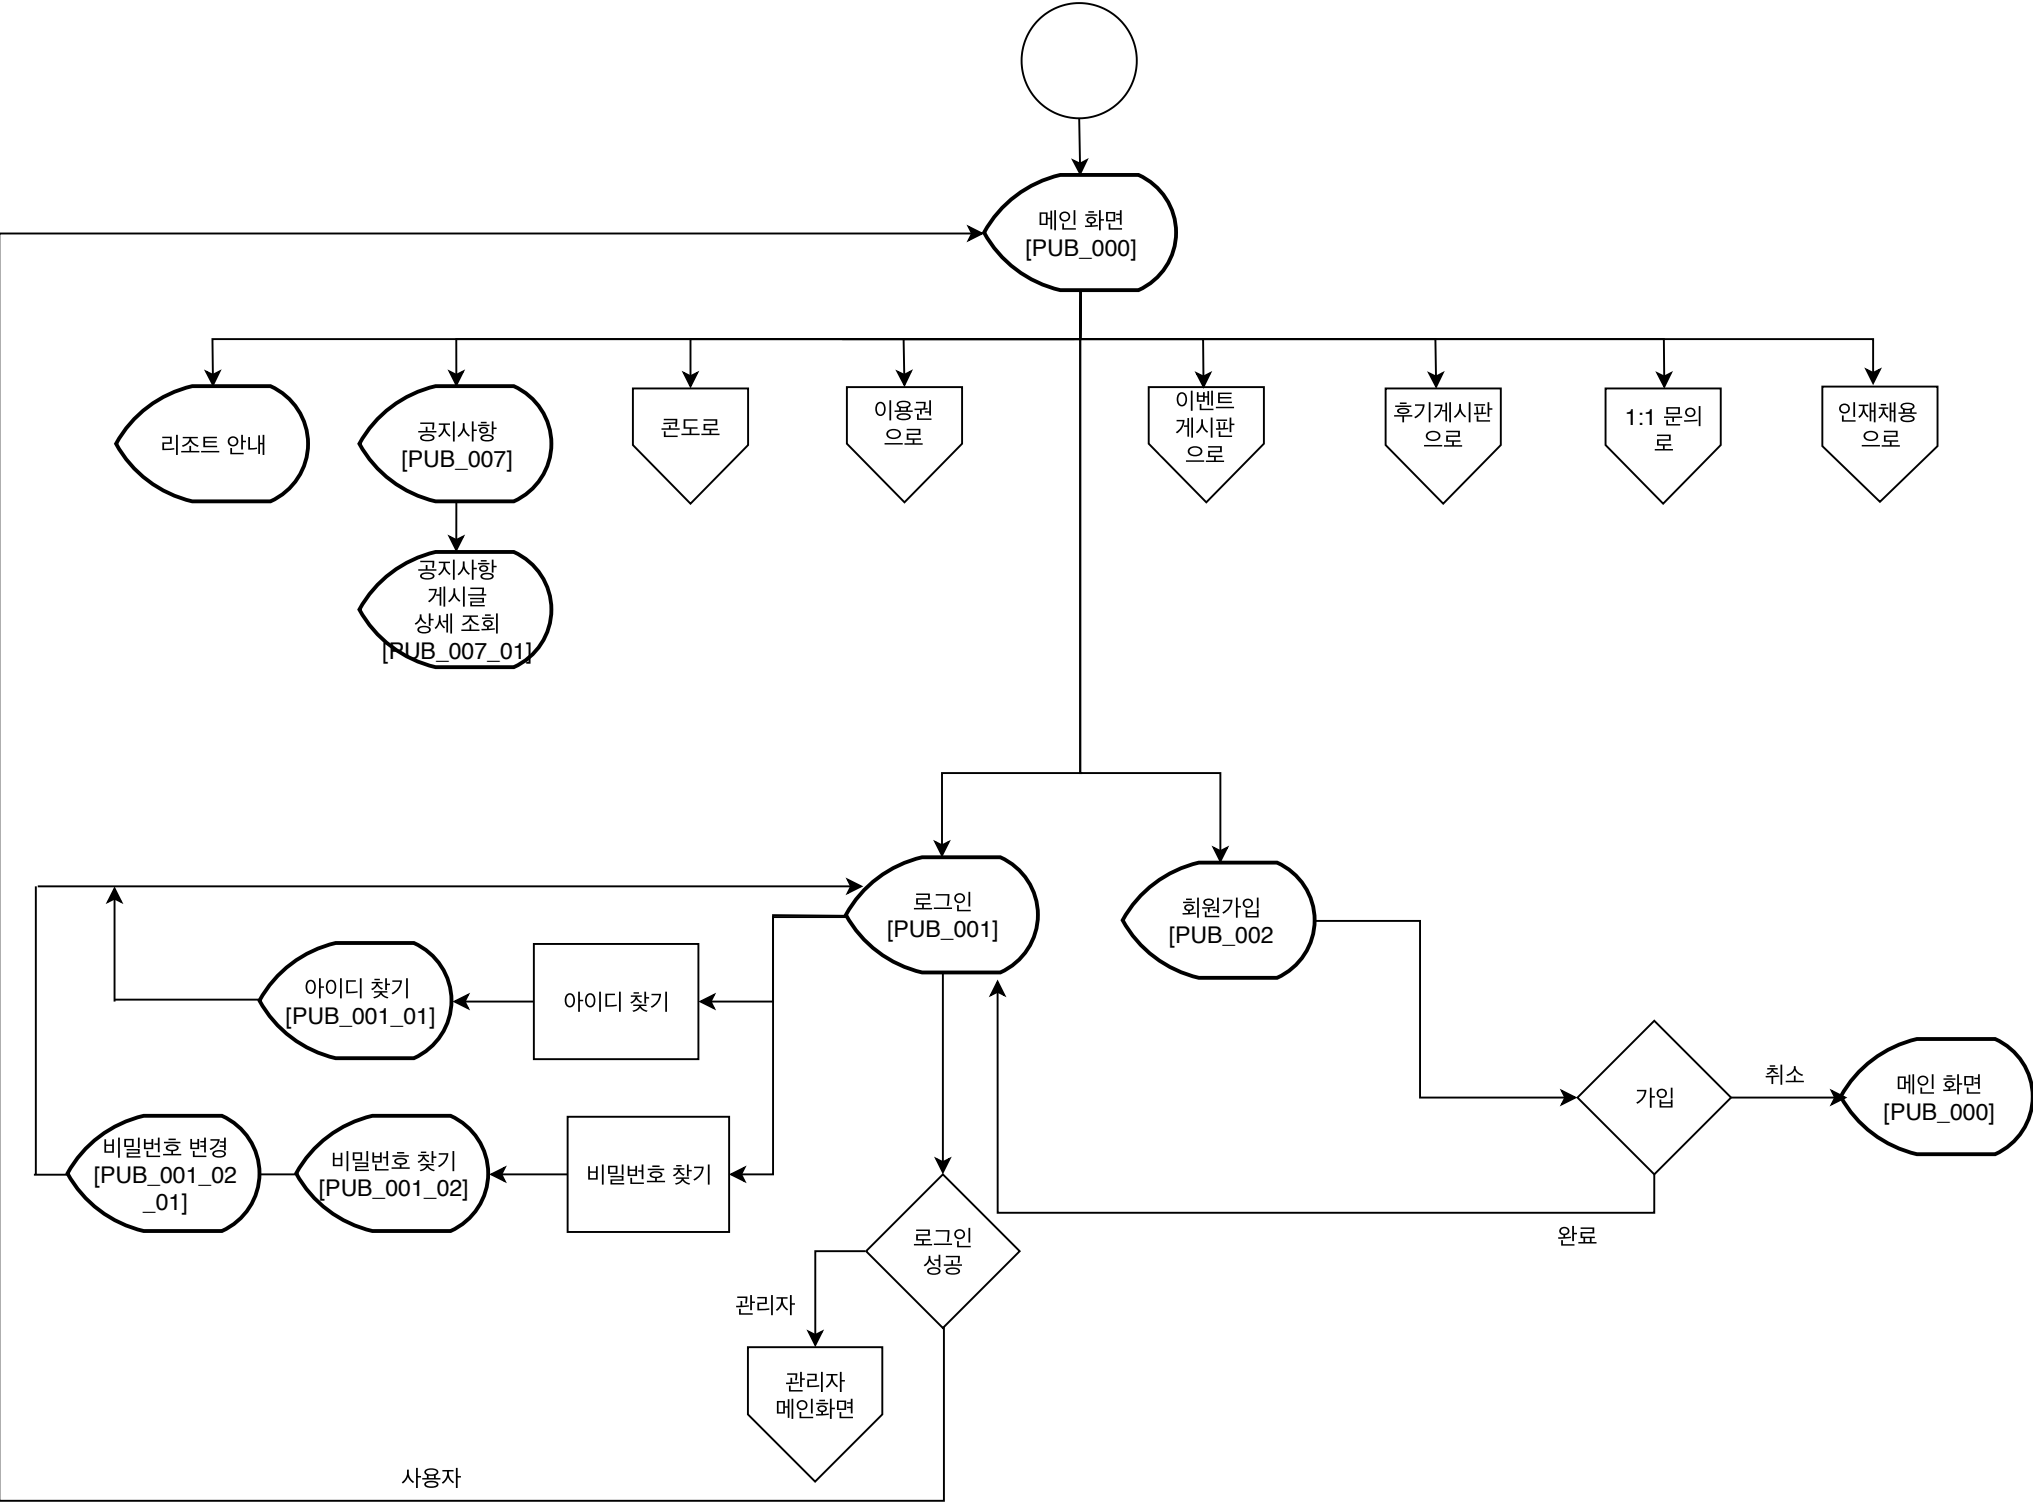 메인 화면
[PUB_000]
리조트 안내
공지사항
[PUB_007]
콘도로
이용권
으로
이벤트
게시판
으로
후기게시판
으로
1:1 문의
로
인재채용
으로
공지사항
게시글
상세 조회
[PUB_007_01]
로그인
[PUB_001]
회원가입
[PUB_002
아이디 찾기
[PUB_001_01]
아이디 찾기
가입
취소
메인 화면
[PUB_000]
비밀번호 변경
[PUB_001_02
_01]
비밀번호 찾기
[PUB_001_02]
비밀번호 찾기
로그인
성공
완료
관리자
관리자
메인화면
사용자